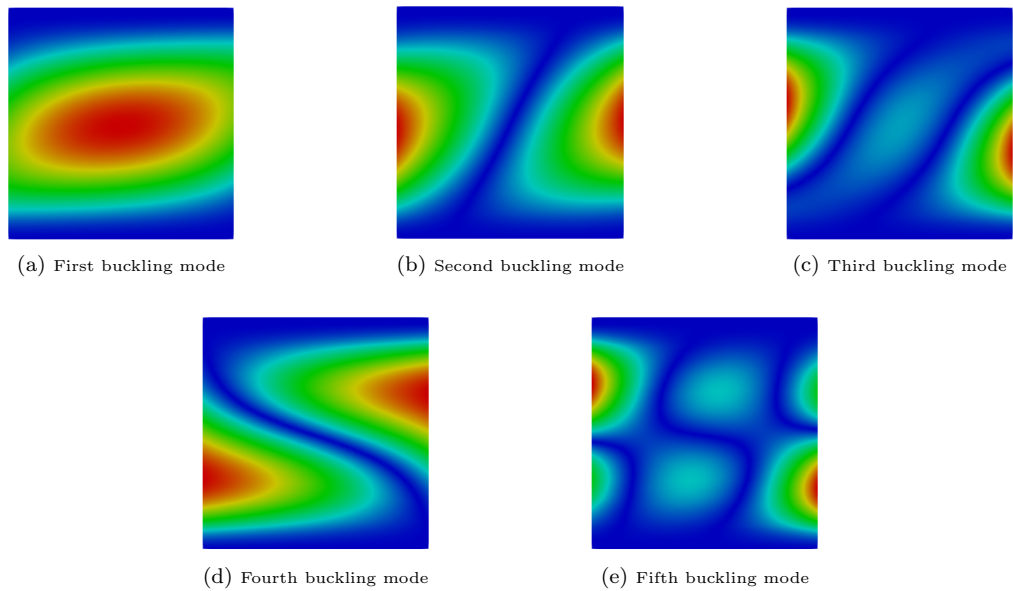 (a) First buckling mode
(b) Second buckling mode
(c) Third buckling mode
(d) Fourth buckling mode
(e) Fifth buckling mode